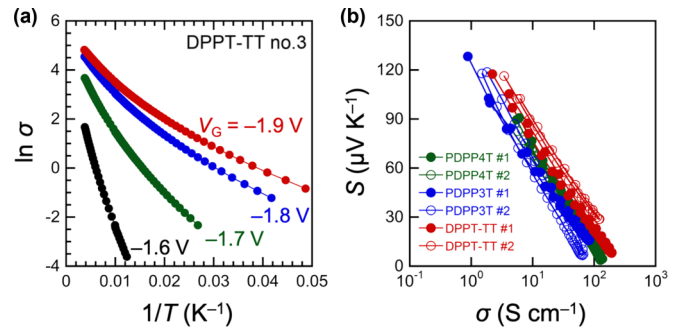 (a)
DPPT-TT no.3
V_G = −1.9 V
−1.8 V
−1.7 V
−1.6 V
6
4
2
0
−2
−4
ln σ
0 0.01 0.02 0.03 0.04 0.05
1/T (K⁻¹)
(b)
150
120
90
60
30
0
S (μV K⁻¹)
PDPP4T #1
PDPP4T #2
PDPP3T #1
PDPP3T #2
DPPT-TT #1
DPPT-TT #2
10⁻¹ 10⁰ 10¹ 10² 10³
σ (S cm⁻¹)